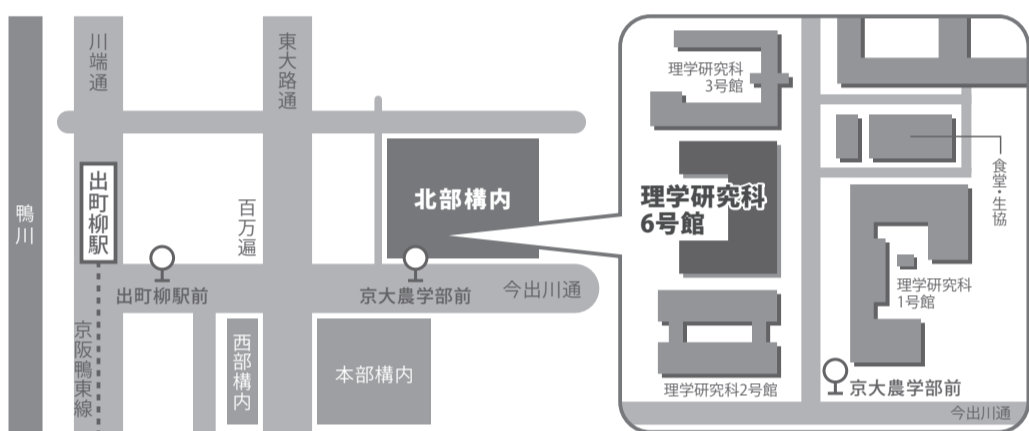 川端通
東大路通
鴨川
出町柳駅
百万遍
北部構内
出町柳駅前
京大農学部前
今出川通
京阪鴨東線
西部構内
本部構内
理学研究科
3号館
理学研究科
6号館
食堂・生協
理学研究科
1号館
理学研究科2号館
京大農学部前
今出川通